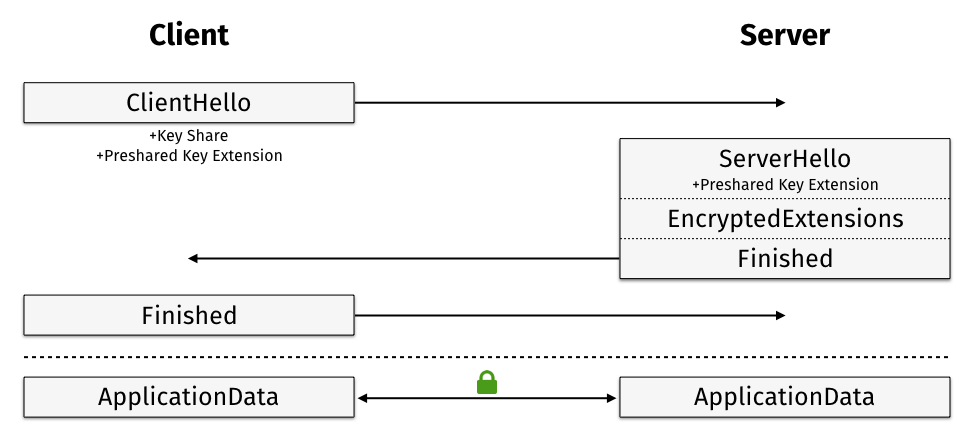 Client
Server
ClientHello
+Key Share
+Preshared Key Extension
ServerHello
+Preshared Key Extension
EncryptedExtensions
Finished
Finished
ApplicationData
ApplicationData